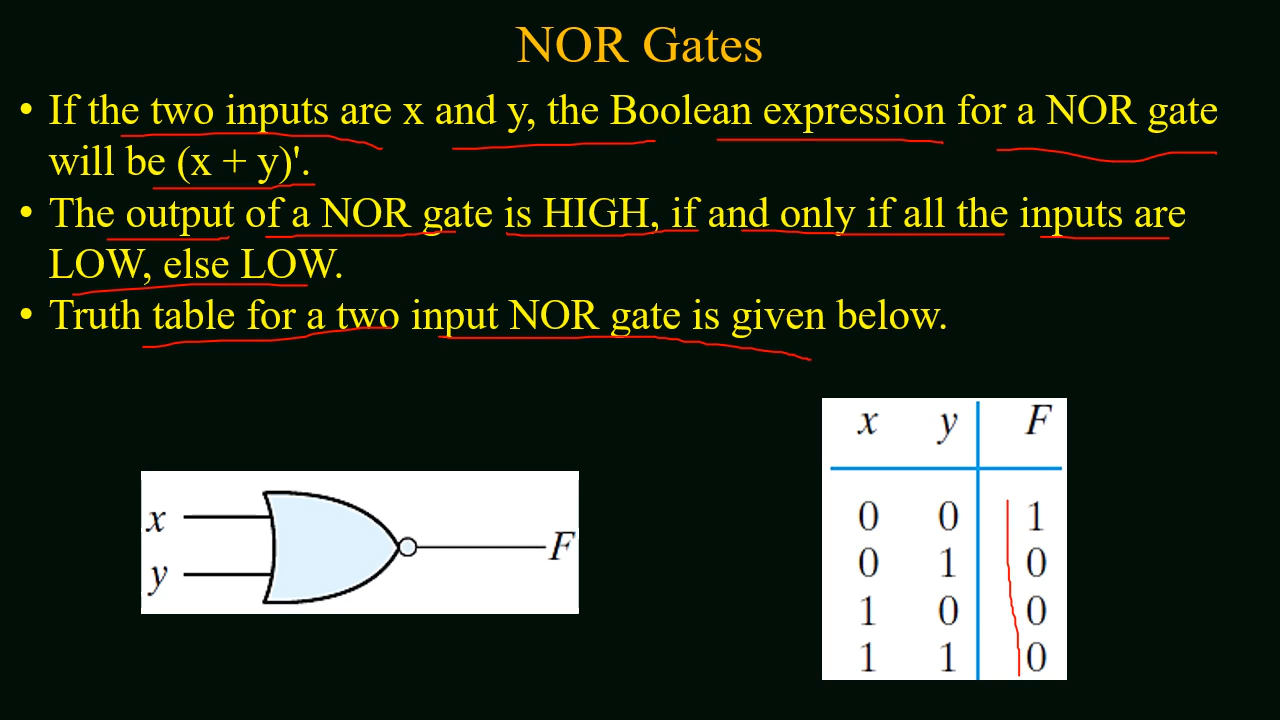 NOR Gates
• If the two inputs are x and y, the Boolean expression for a NOR gate
will be (x + y)'.
• The output of a NOR gate is HIGH, if and only if all the inputs are
LOW, else LOW.
• Truth table for a two input NOR gate is given below.
x
y
F
x y F
0 0 1
0 1 0
1 0 0
1 1 0